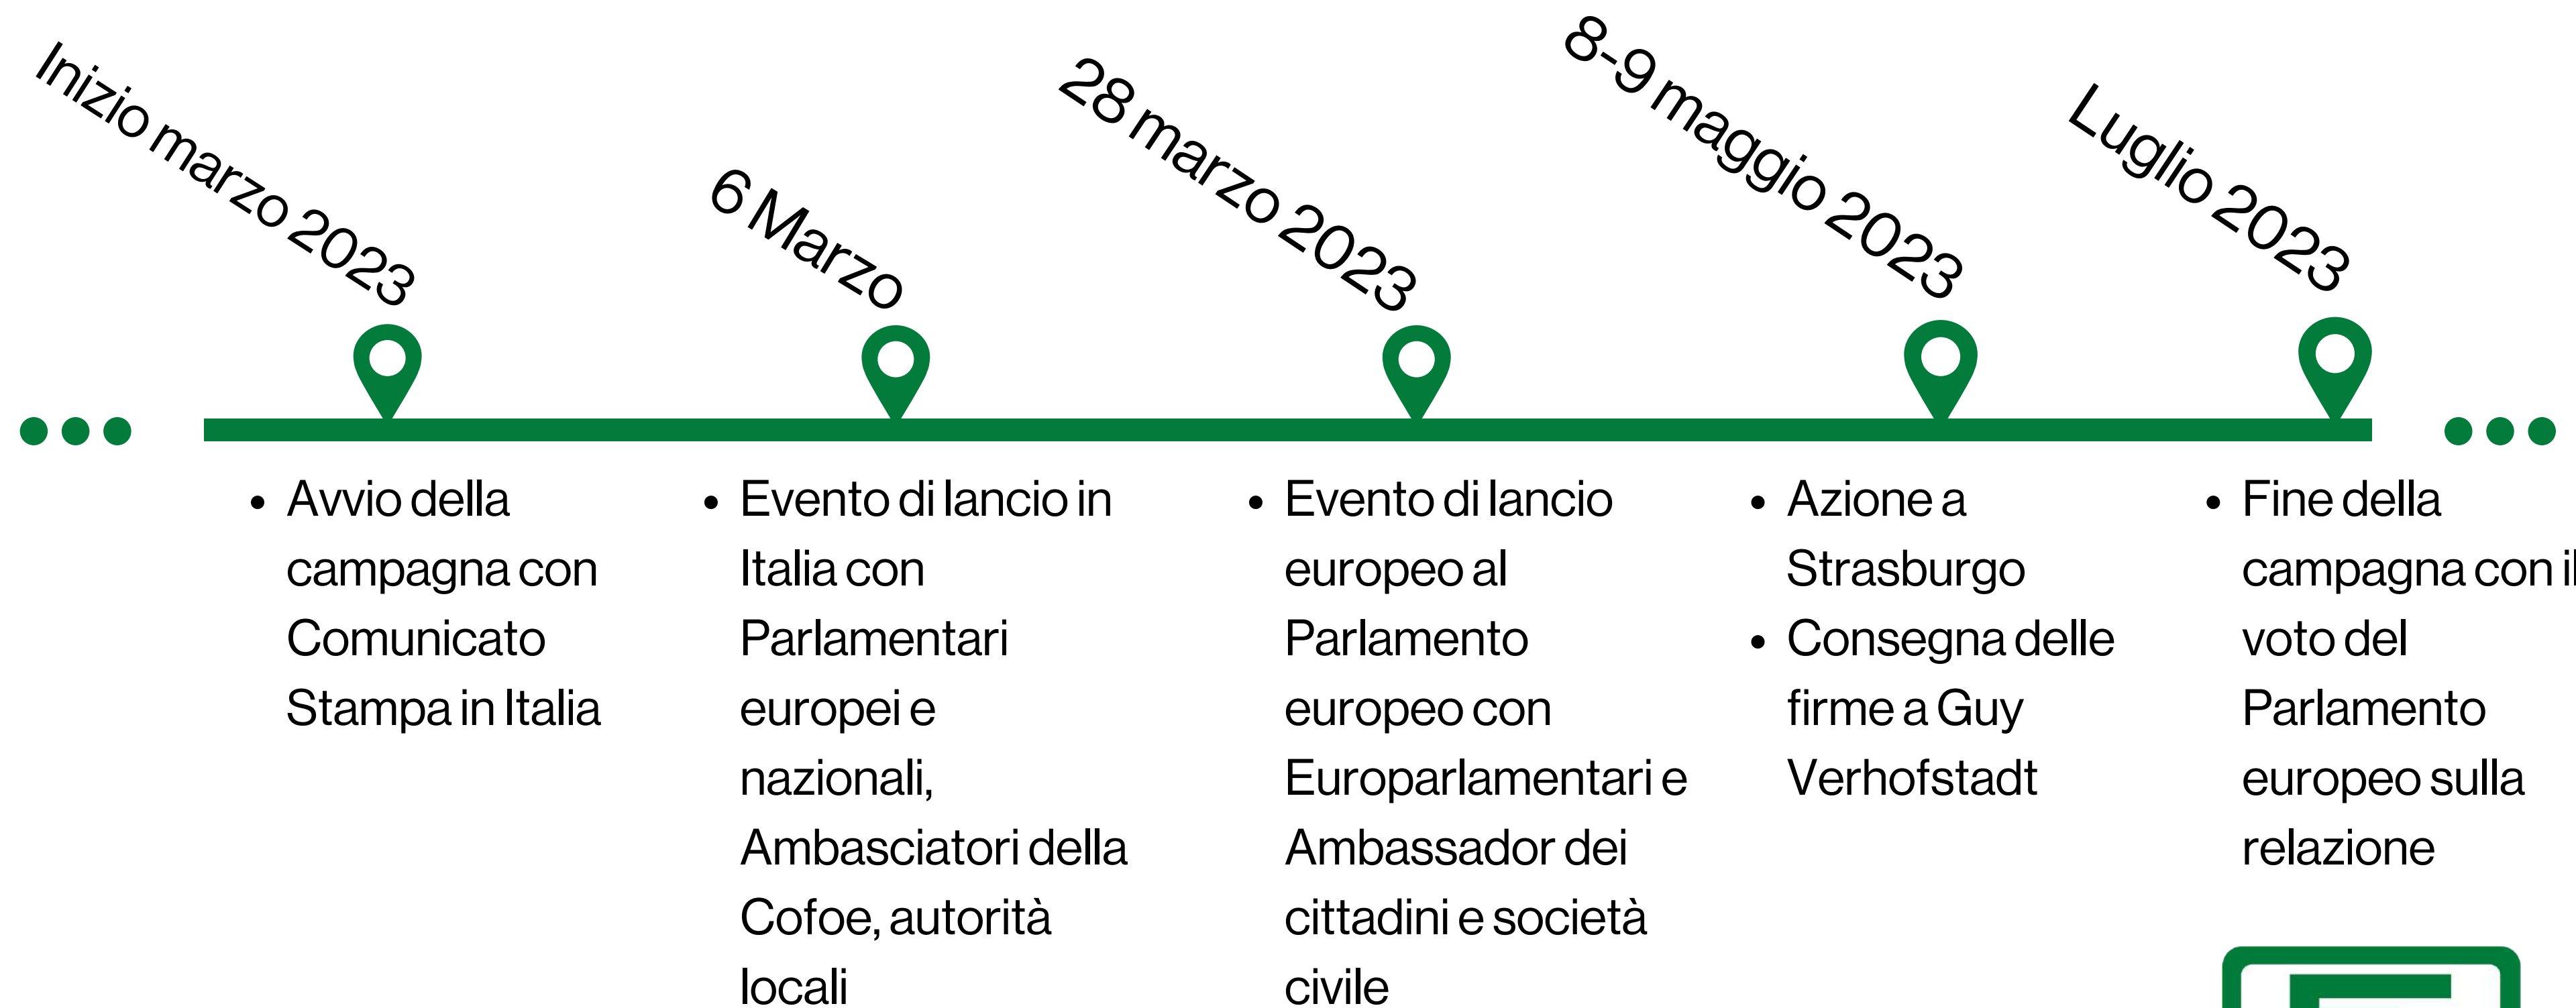 Inizio marzo 2023
6 Marzo
28 marzo 2023
8-9 maggio 2023
Luglio 2023
• Avvio della
campagna con
Comunicato
Stampa in Italia
• Evento di lancio in
Italia con
Parlamentari
europei e
nazionali,
Ambasciatori della
Cofoe, autorità
locali
• Evento di lancio
europeo al
Parlamento
europeo con
Europarlamentari e
Ambassador dei
cittadini e società
civile
• Azione a
Strasburgo
• Consegna delle
firme a Guy
Verhofstadt
• Fine della
campagna con il
voto del
Parlamento
europeo sulla
relazione